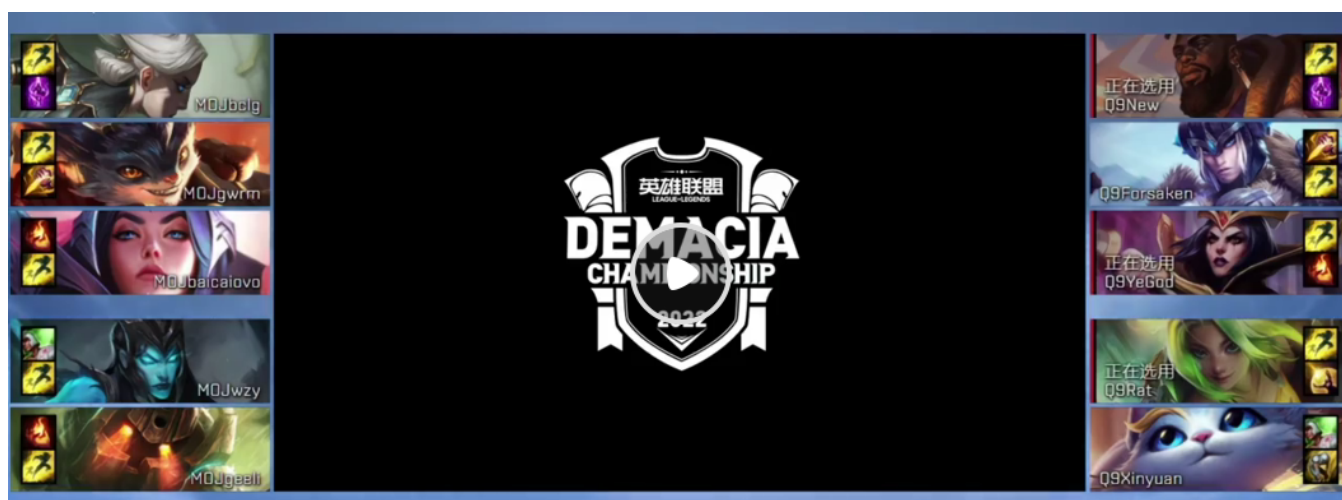 MOJbclg
MOJgwrm
MOJbaicaiovo
MOJwzy
MOJgeeli
英雄联盟
LEAGUE-LEGENDS
DEMACIA
CHAMPIONSHIP
2022
正在选用
Q9New
Q9Forsaken
正在选用
Q9YeGod
正在选用
Q9Rat
Q9Xinyuan